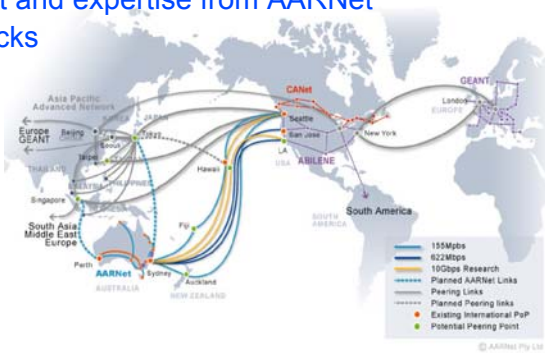 t and expertise from AARNet
cks
CANet
GEANT
Asia Pacific
Advanced Network
London
EUROPE
KOREA
JAPAN
Seattle
Europe
GEANT
Beijing
Tokyo
Seoul
San Jose
New York
Taipei
LA
USA
ABILENE
THAILAND
Hawaii
PHILIPPINES
Singapore
South Asia
Middle East
Europe
SOUTH
AMERICA
South America
Fiji
AARNet
Perth
Sydney
Auckland
AUSTRALIA
NEW ZEALAND
155Mpbs
622Mbps
10Gbps Research
Planned AARNet Links
Peering Links
Planned Peering links
Existing International PoP
Potential Peering Point
© AARNet Pty Ltd